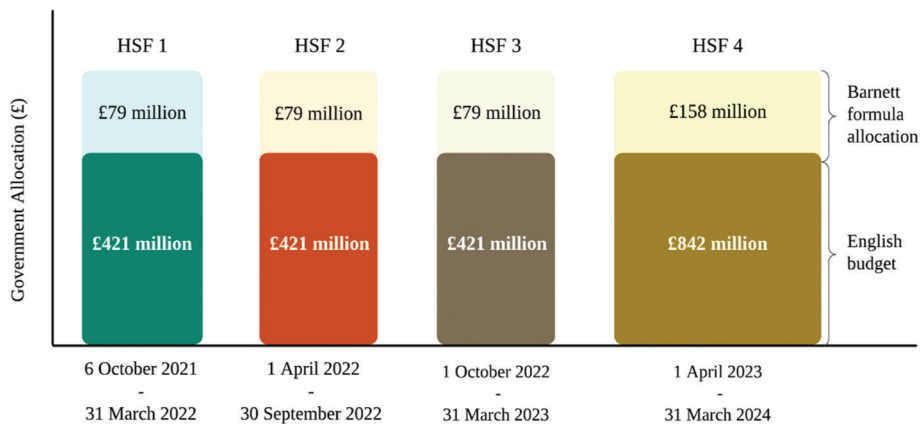 HSF 1
HSF 2
HSF 3
HSF 4
£79 million
£79 million
£79 million
£158 million
Barnett
formula
allocation
£421 million
£421 million
£421 million
£842 million
English
budget
Government Allocation (£)
6 October 2021
-
31 March 2022
1 April 2022
-
30 September 2022
1 October 2022
-
31 March 2023
1 April 2023
-
31 March 2024